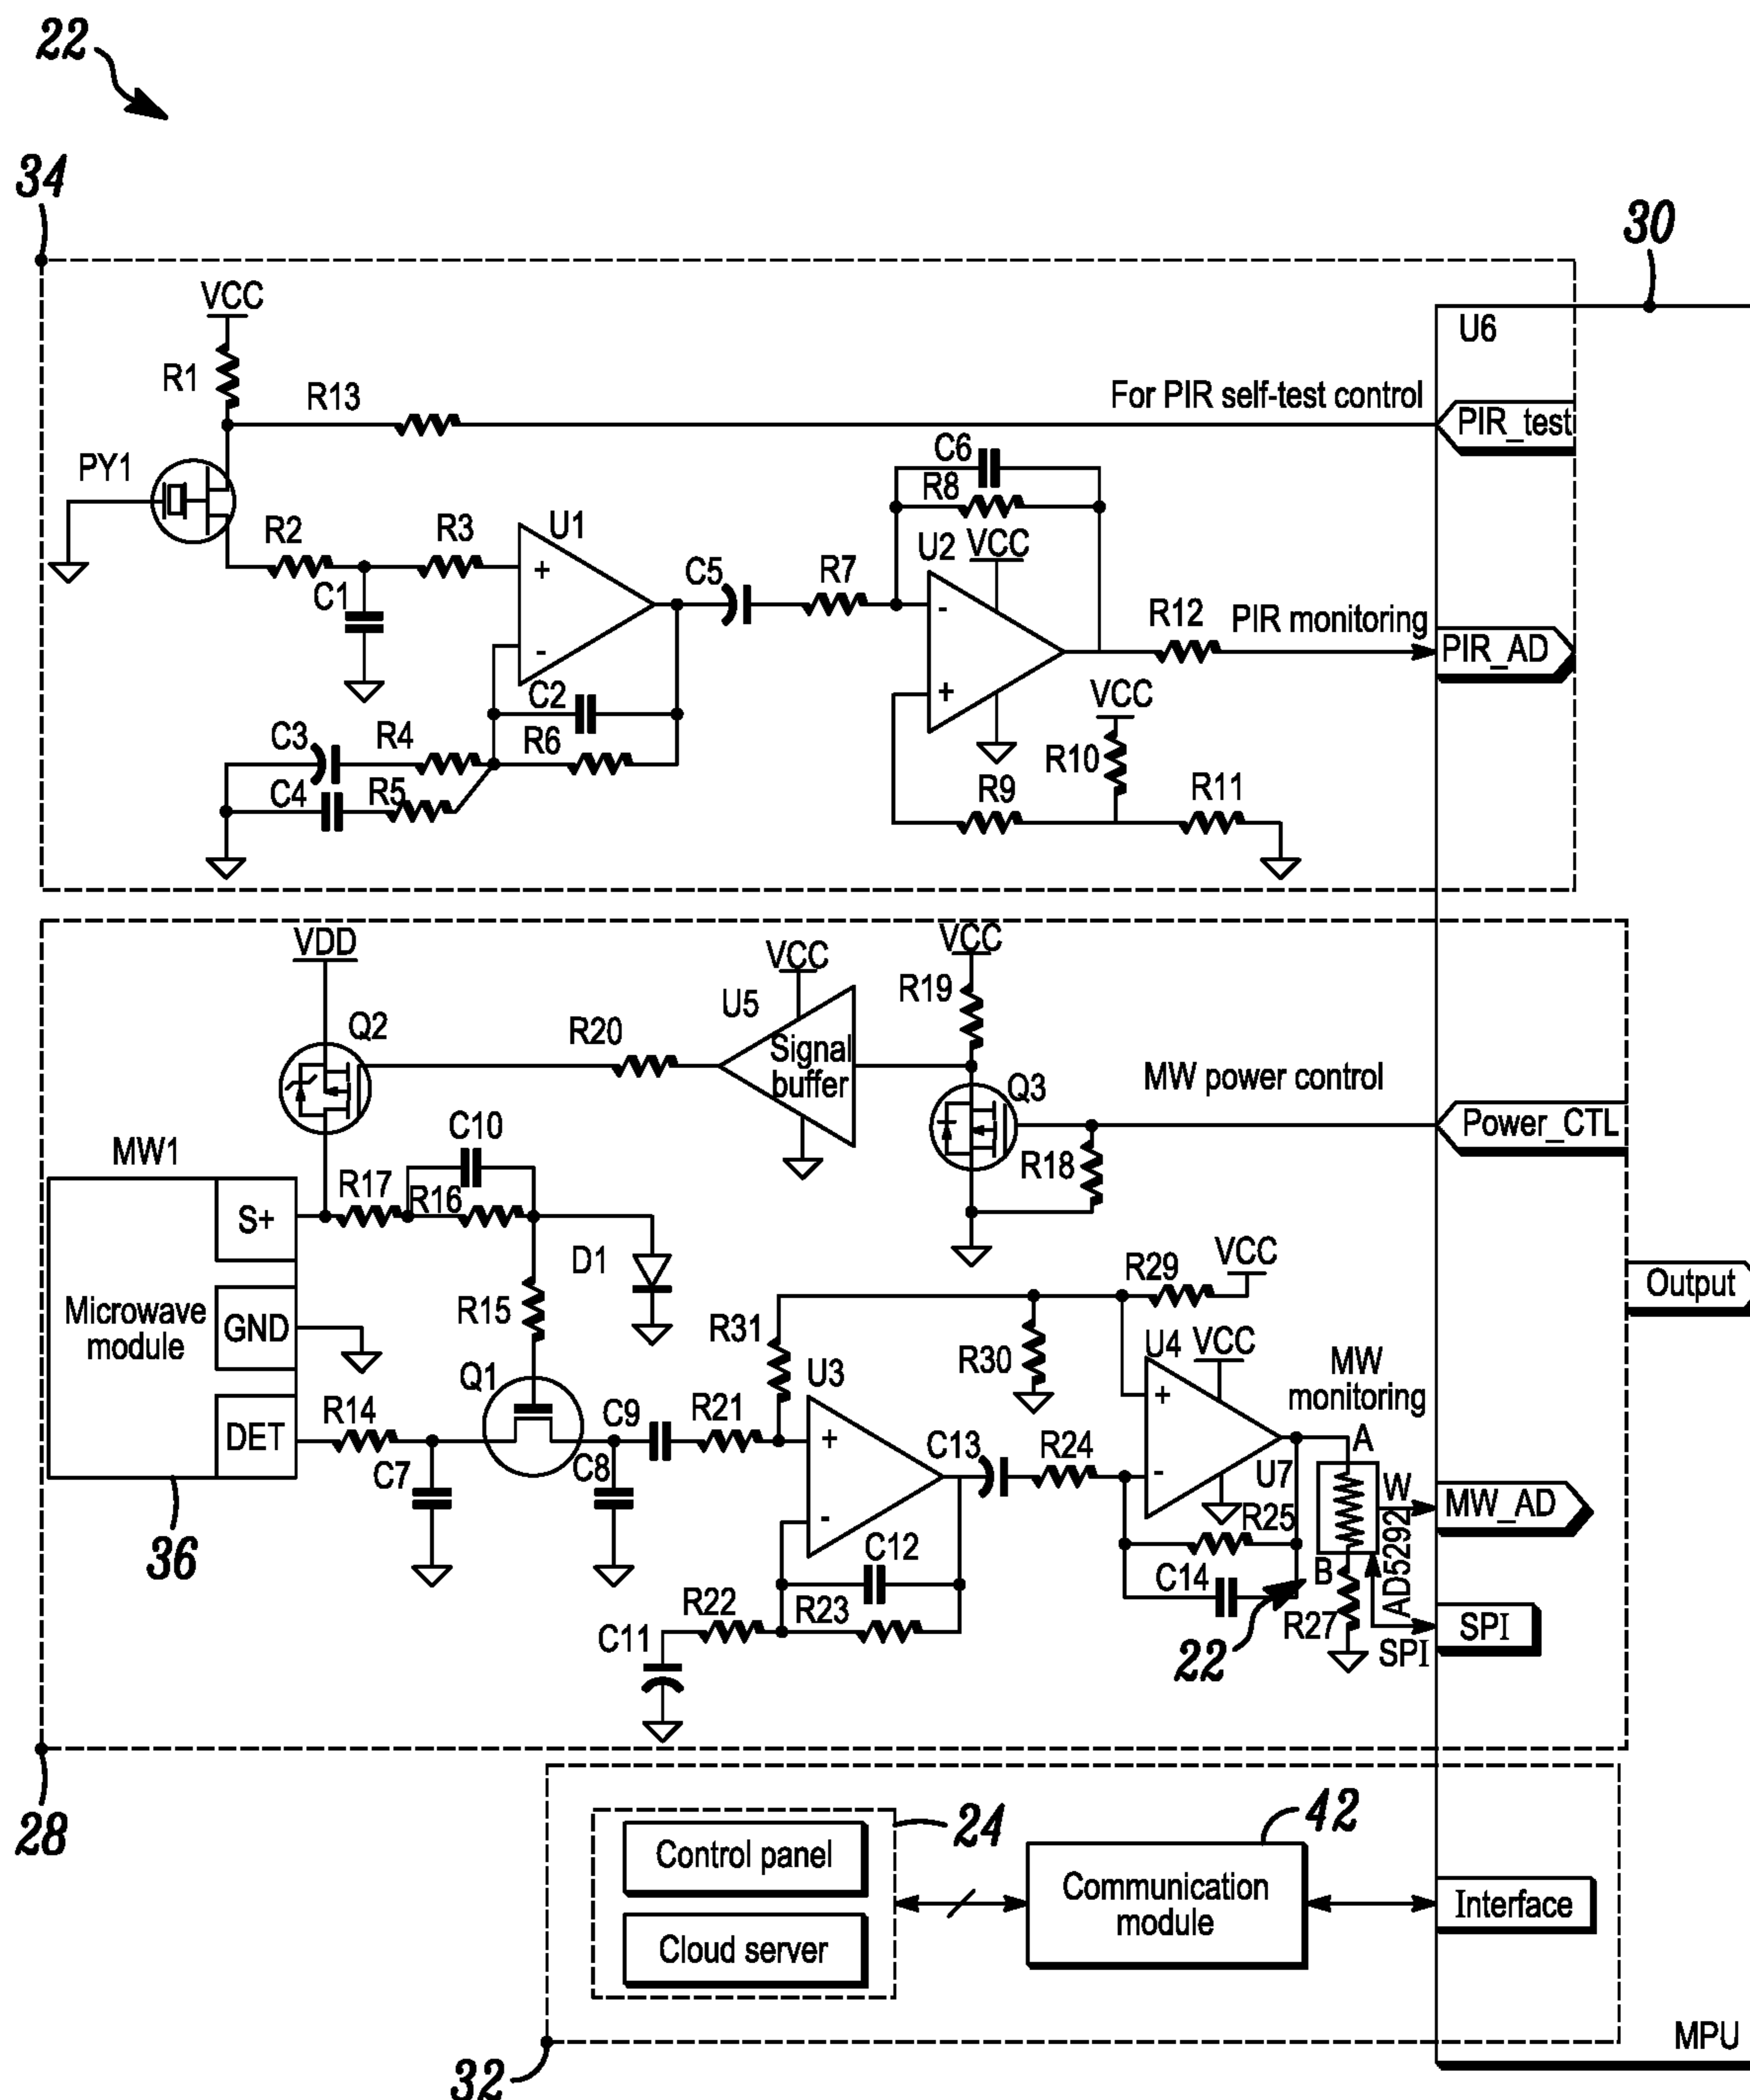 22
34
30
VCC
U6
R1
R13
For PIR self-test control
PIR_test
PY1
C6
R8
R2
R3
U1
U2
VCC
C5
R7
C1
+
-
R12
PIR monitoring
PIR_AD
-
+
C2
VCC
C3
R4
R6
R10
C4
R5
R9
R11
VDD
VCC
VCC
U5
R19
Q2
R20
Signal
buffer
Q3
MW power control
Power_CTL
C10
MW1
R17
R16
R18
S+
D1
R29
VCC
Output
Microwave
module
GND
R15
R31
R30
U4
VCC
MW
monitoring
Q1
U3
R14
C9
R21
+
+
A
DET
C8
C13
R24
-
U7
W
C7
MW_AD
36
-
C12
R25
AD5292
C14
B
R22
R23
R27
SPI
C11
22
SPI
28
24
42
Control panel
Communication
module
Interface
Cloud server
MPU
32